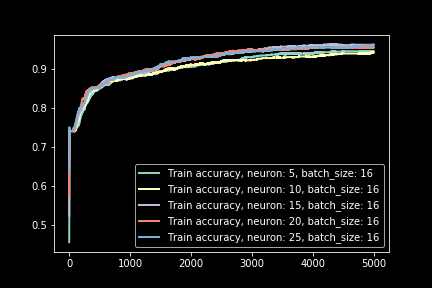 0.9
0.8
0.7
0.6
0.5
Train accuracy, neuron: 5, batch_size: 16
Train accuracy, neuron: 10, batch_size: 16
Train accuracy, neuron: 15, batch_size: 16
Train accuracy, neuron: 20, batch_size: 16
Train accuracy, neuron: 25, batch_size: 16
0 1000 2000 3000 4000 5000